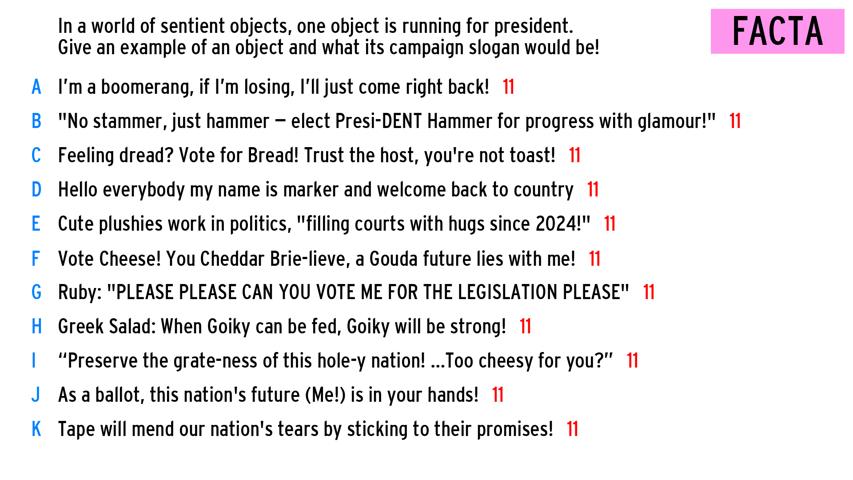 In a world of sentient objects, one object is running for president.
Give an example of an object and what its campaign slogan would be!
FACTA
A I'm a boomerang, if I'm losing, I'll just come right back! 11
B "No stammer, just hammer – elect Presi-DENT Hammer for progress with glamour!" 11
C Feeling dread? Vote for Bread! Trust the host, you're not toast! 11
D Hello everybody my name is marker and welcome back to country 11
E Cute plushies work in politics, "filling courts with hugs since 2024!" 11
F Vote Cheese! You Cheddar Brie-lieve, a Gouda future lies with me! 11
G Ruby: "PLEASE PLEASE CAN YOU VOTE ME FOR THE LEGISLATION PLEASE" 11
H Greek Salad: When Goiky can be fed, Goiky will be strong! 11
I “Preserve the grate-ness of this hole-y nation! ...Too cheesy for you?” 11
J As a ballot, this nation's future (Me!) is in your hands! 11
K Tape will mend our nation's tears by sticking to their promises! 11